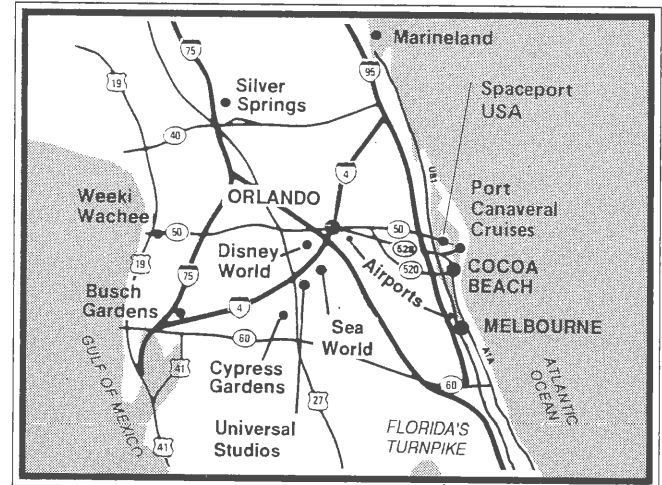 Marineland
75
95
19
Silver
Springs
Spaceport
USA
40
4
US1
Weeki
Wachee
ORLANDO
Port
Canaveral
Cruises
50
50
Disney
World
528
19
75
Airports
520
COCOA
BEACH
Busch
Gardens
4
60
Sea
World
MELBOURNE
A1A
GULF OF MEXICO
41
Cypress
Gardens
60
ATLANTIC
OCEAN
27
Universal
Studios
FLORIDA'S
TURNPIKE
41